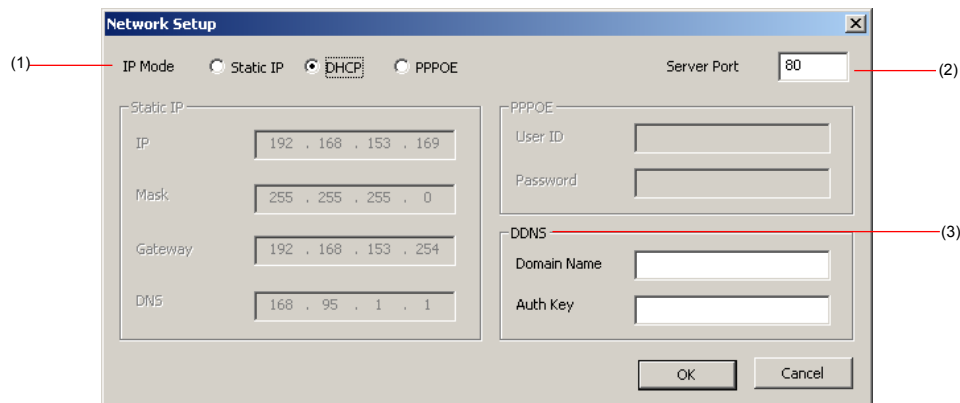 Network Setup
(1) IP Mode Static IP DHCP PPPOE Server Port 80 (2)
Static IP
IP 192 . 168 . 153 . 169
Mask 255 . 255 . 255 . 0
Gateway 192 . 168 . 153 . 254
DNS 168 . 95 . 1 . 1
PPPOE
User ID
Password
DDNS (3)
Domain Name
Auth Key
OK Cancel